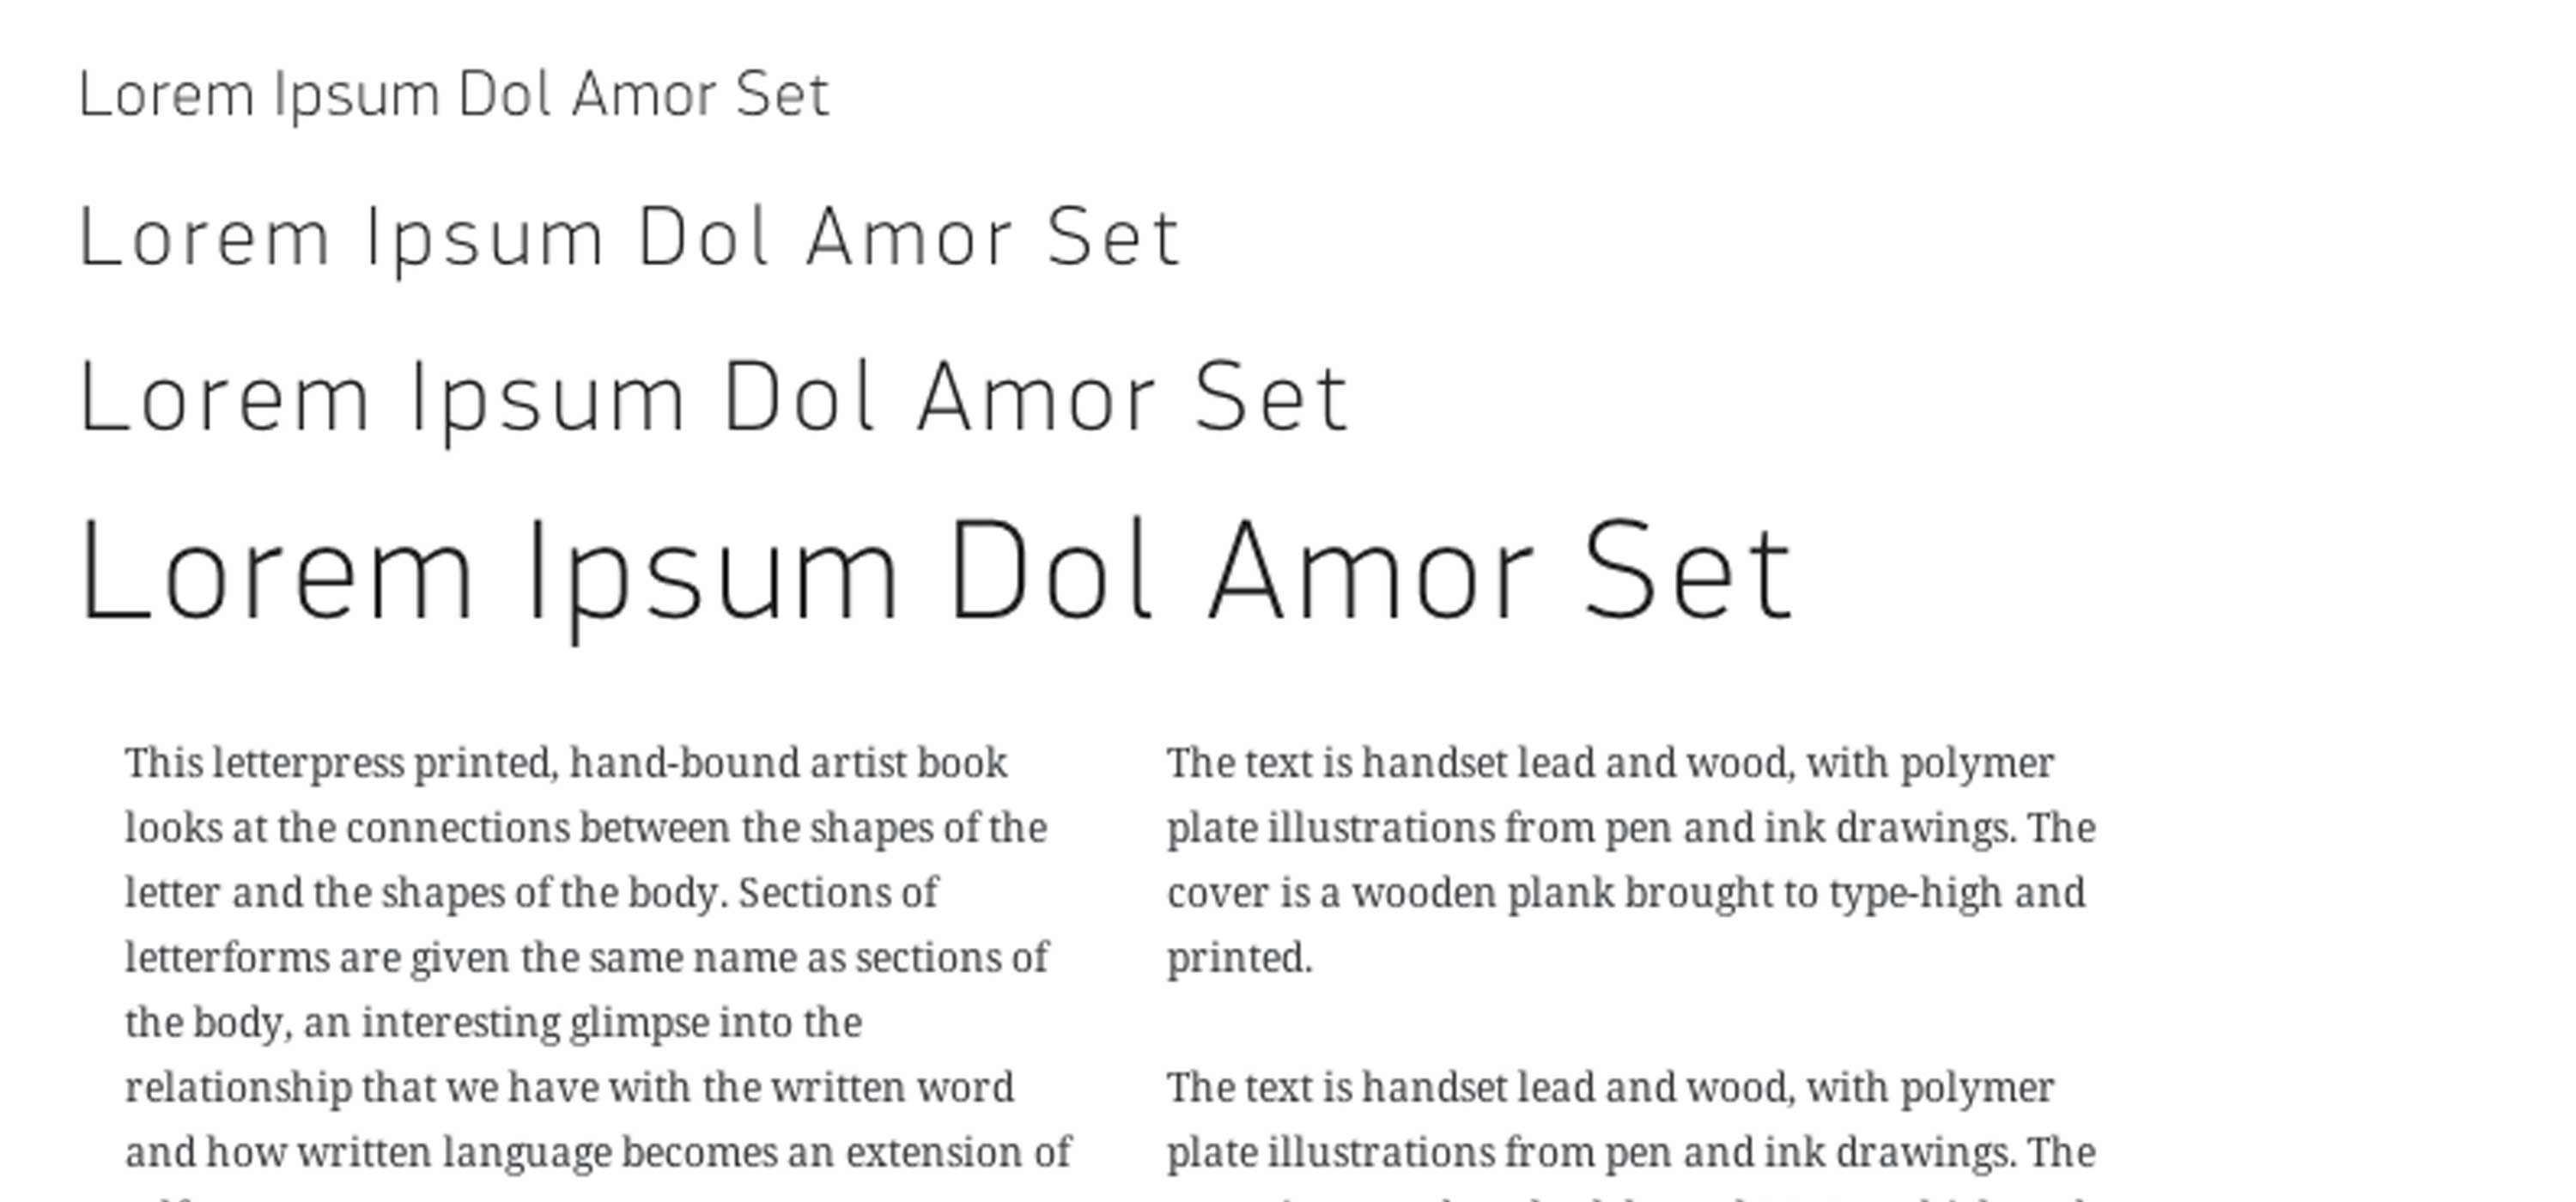 Lorem Ipsum Dol Amor Set
Lorem Ipsum Dol Amor Set
Lorem Ipsum Dol Amor Set
Lorem Ipsum Dol Amor Set
This letterpress printed, hand-bound artist book
looks at the connections between the shapes of the
letter and the shapes of the body. Sections of
letterforms are given the same name as sections of
the body, an interesting glimpse into the
relationship that we have with the written word
and how written language becomes an extension of
The text is handset lead and wood, with polymer
plate illustrations from pen and ink drawings. The
cover is a wooden plank brought to type-high and
printed.
The text is handset lead and wood, with polymer
plate illustrations from pen and ink drawings. The